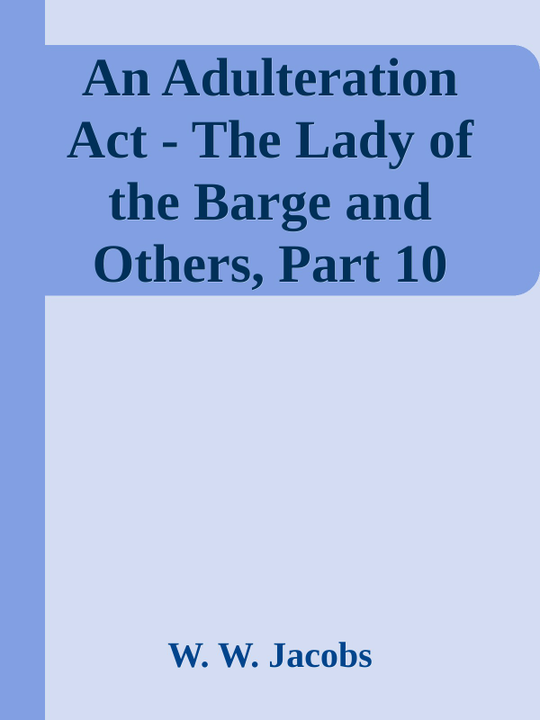 An Adulteration
Act - The Lady of
the Barge and
Others, Part 10
W. W. Jacobs